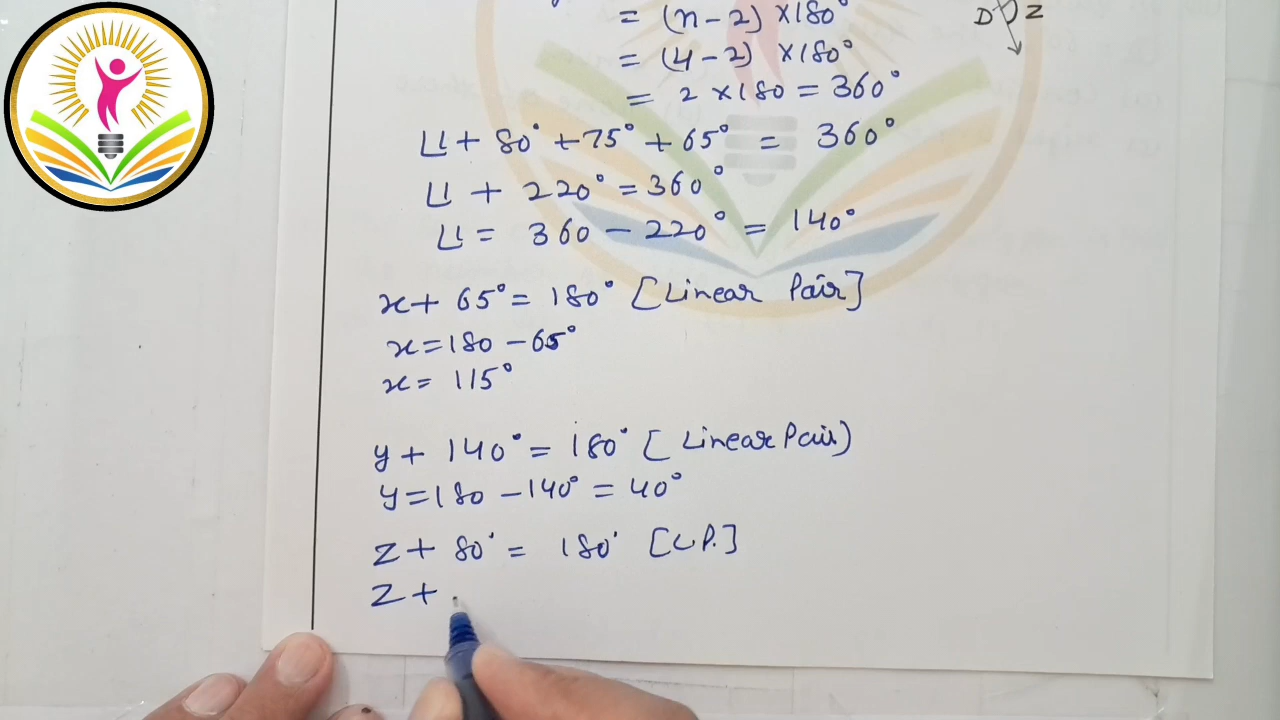 = (n-2) ×180°
D Z
= (4-2) ×180°
= 2 ×180 = 360°
∠1 + 80° + 75° + 65° = 360°
∠1 + 220° = 360°
∠1 = 360 - 220° = 140°
x + 65° = 180° [Linear Pair]
x = 180 - 65°
x = 115°
y + 140° = 180° [Linear Pair)
y = 180 - 140° = 40°
Z + 80° = 180° [L P.]
Z +